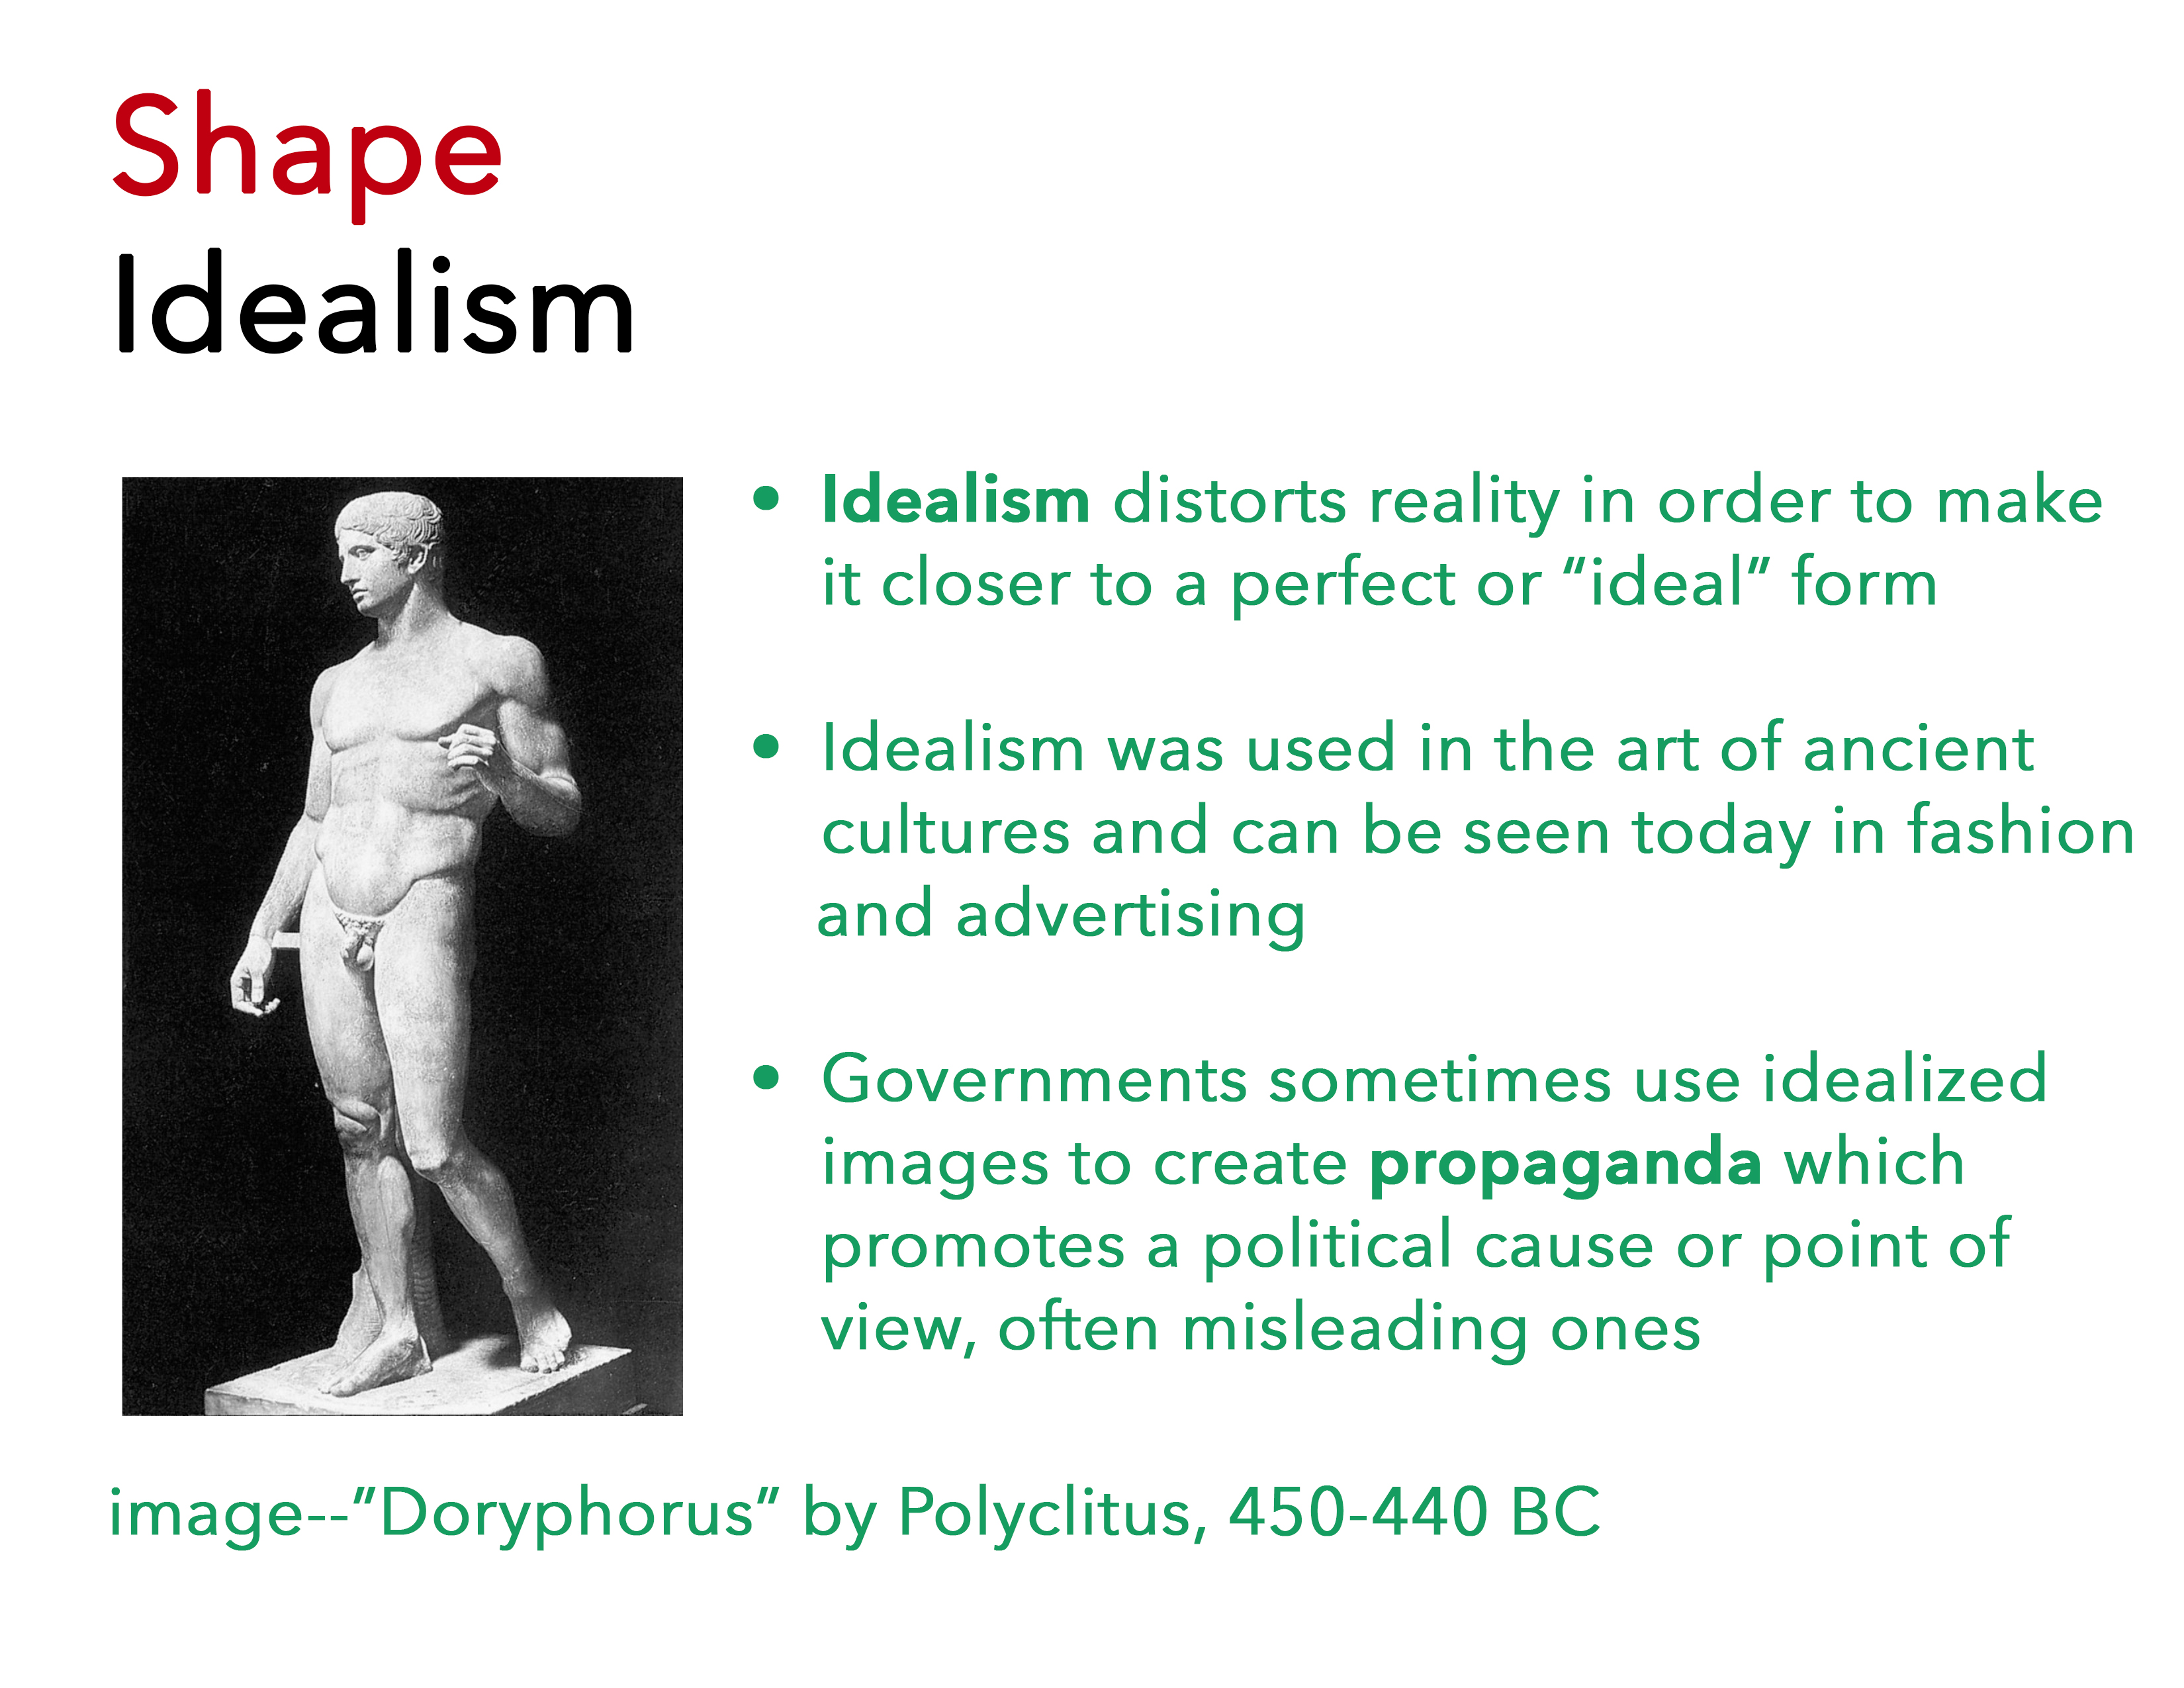 Shape
Idealism
• Idealism distorts reality in order to make
it closer to a perfect or “ideal” form
• Idealism was used in the art of ancient
cultures and can be seen today in fashion
and advertising
• Governments sometimes use idealized
images to create propaganda which
promotes a political cause or point of
view, often misleading ones
image--“Doryphorus” by Polyclitus, 450-440 BC